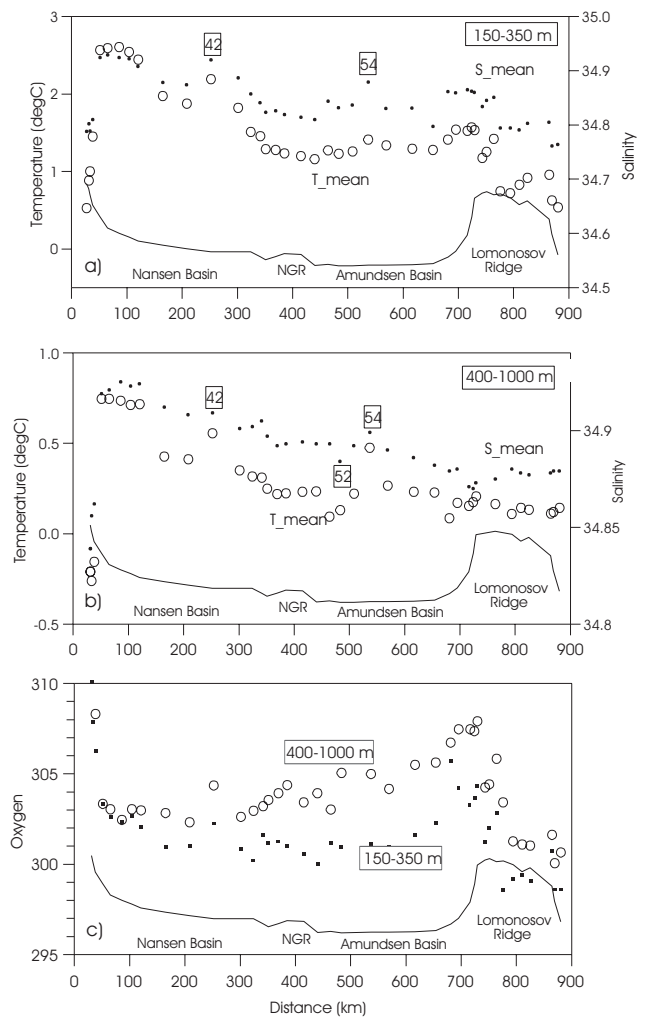 3
2
1
0
Temperature (degC)
35.0
34.9
34.8
34.7
34.6
34.5
Salinity
150-350 m
42
54
S_mean
T_mean
a)
Nansen Basin
NGR
Amundsen Basin
Lomonosov
Ridge
0 100 200 300 400 500 600 700 800 900
1.0
0.5
0.0
-0.5
Temperature (degC)
34.9
34.85
34.8
Salinity
400-1000 m
42
54
52
S_mean
T_mean
b)
Nansen Basin
NGR
Amundsen Basin
Lomonosov
Ridge
0 100 200 300 400 500 600 700 800 900
310
305
300
295
Oxygen
400-1000 m
150-350 m
c)
Nansen Basin
NGR
Amundsen Basin
Lomonosov
Ridge
0 100 200 300 400 500 600 700 800 900
Distance (km)